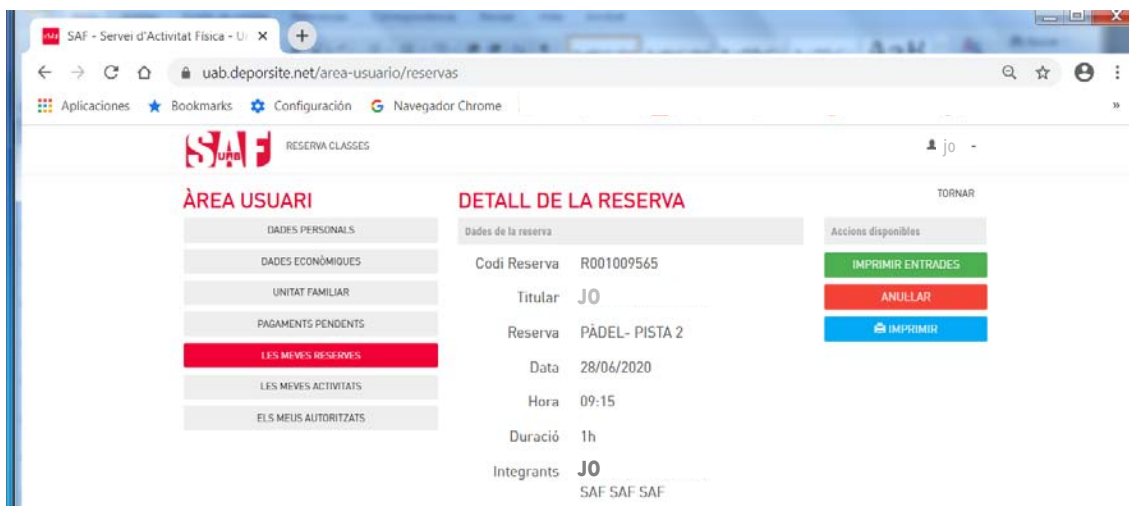 SAF - Servei d'Activitat Física - U
uab.deporsite.net/area-usuario/reservas
Aplicaciones Bookmarks Configuración Navegador Chrome
SAF UAB RESERVA CLASSES jo
ÀREA USUARI
DADES PERSONALS
DADES ECONÒMIQUES
UNITAT FAMILIAR
PAGAMENTS PENDENTS
LES MEVES RESERVES
LES MEVES ACTIVITATS
ELS MEUS AUTORITZATS
DETALL DE LA RESERVA
Dades de la reserva
Codi Reserva R001009565
Titular JO
Reserva PÀDEL- PISTA 2
Data 28/06/2020
Hora 09:15
Duració 1h
Integrants JO
SAF SAF SAF
TORNAR
Accions disponibles
IMPRIMIR ENTRADES
ANULLAR
IMPRIMIR